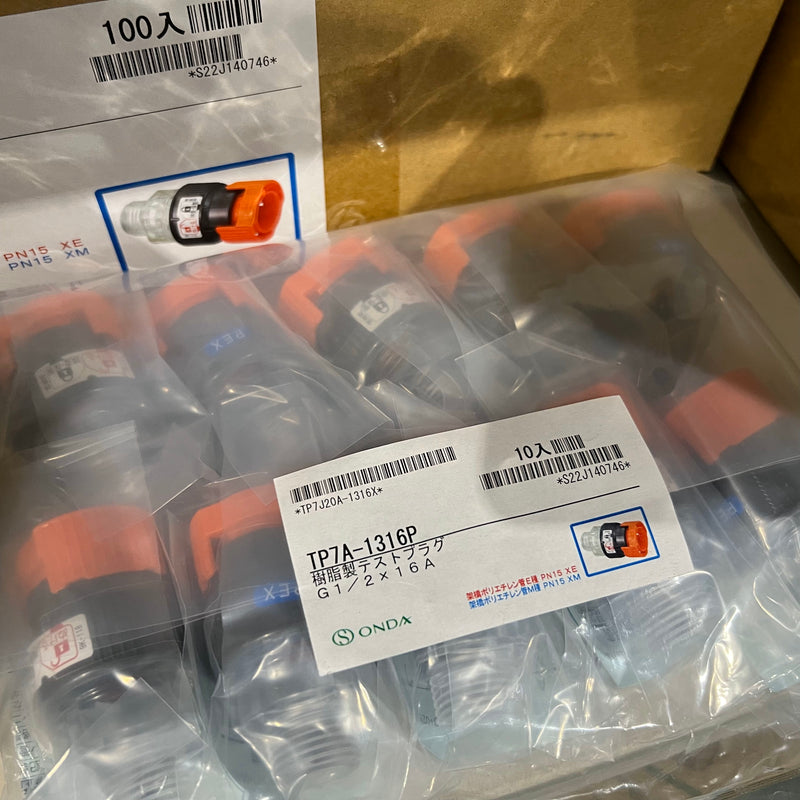 100入
*S22J140746*
PN15 XE
PN15 XM
PEX
*TP7J20A-1316X*
10入
*S22J140746*
TP7A-1316P
樹脂製テストプラグ
G1/2×16A
架橋ポリエチレン管E種 PN15 XE
架橋ポリエチレン管M種 PN15 XM
ONDA